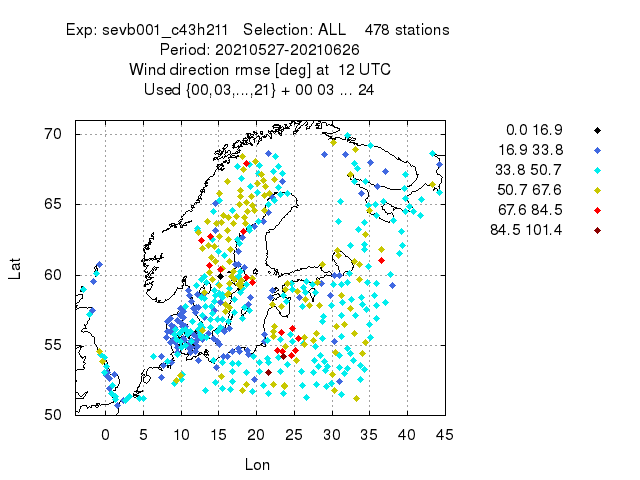 Exp: sevb001_c43h211 Selection: ALL 478 stations
Period: 20210527-20210626
Wind direction rmse [deg] at 12 UTC
Used {00,03,...,21} + 00 03 ... 24
0.0 16.9
16.9 33.8
33.8 50.7
50.7 67.6
67.6 84.5
84.5 101.4
Lat
70
65
60
55
50
0 5 10 15 20 25 30 35 40 45
Lon